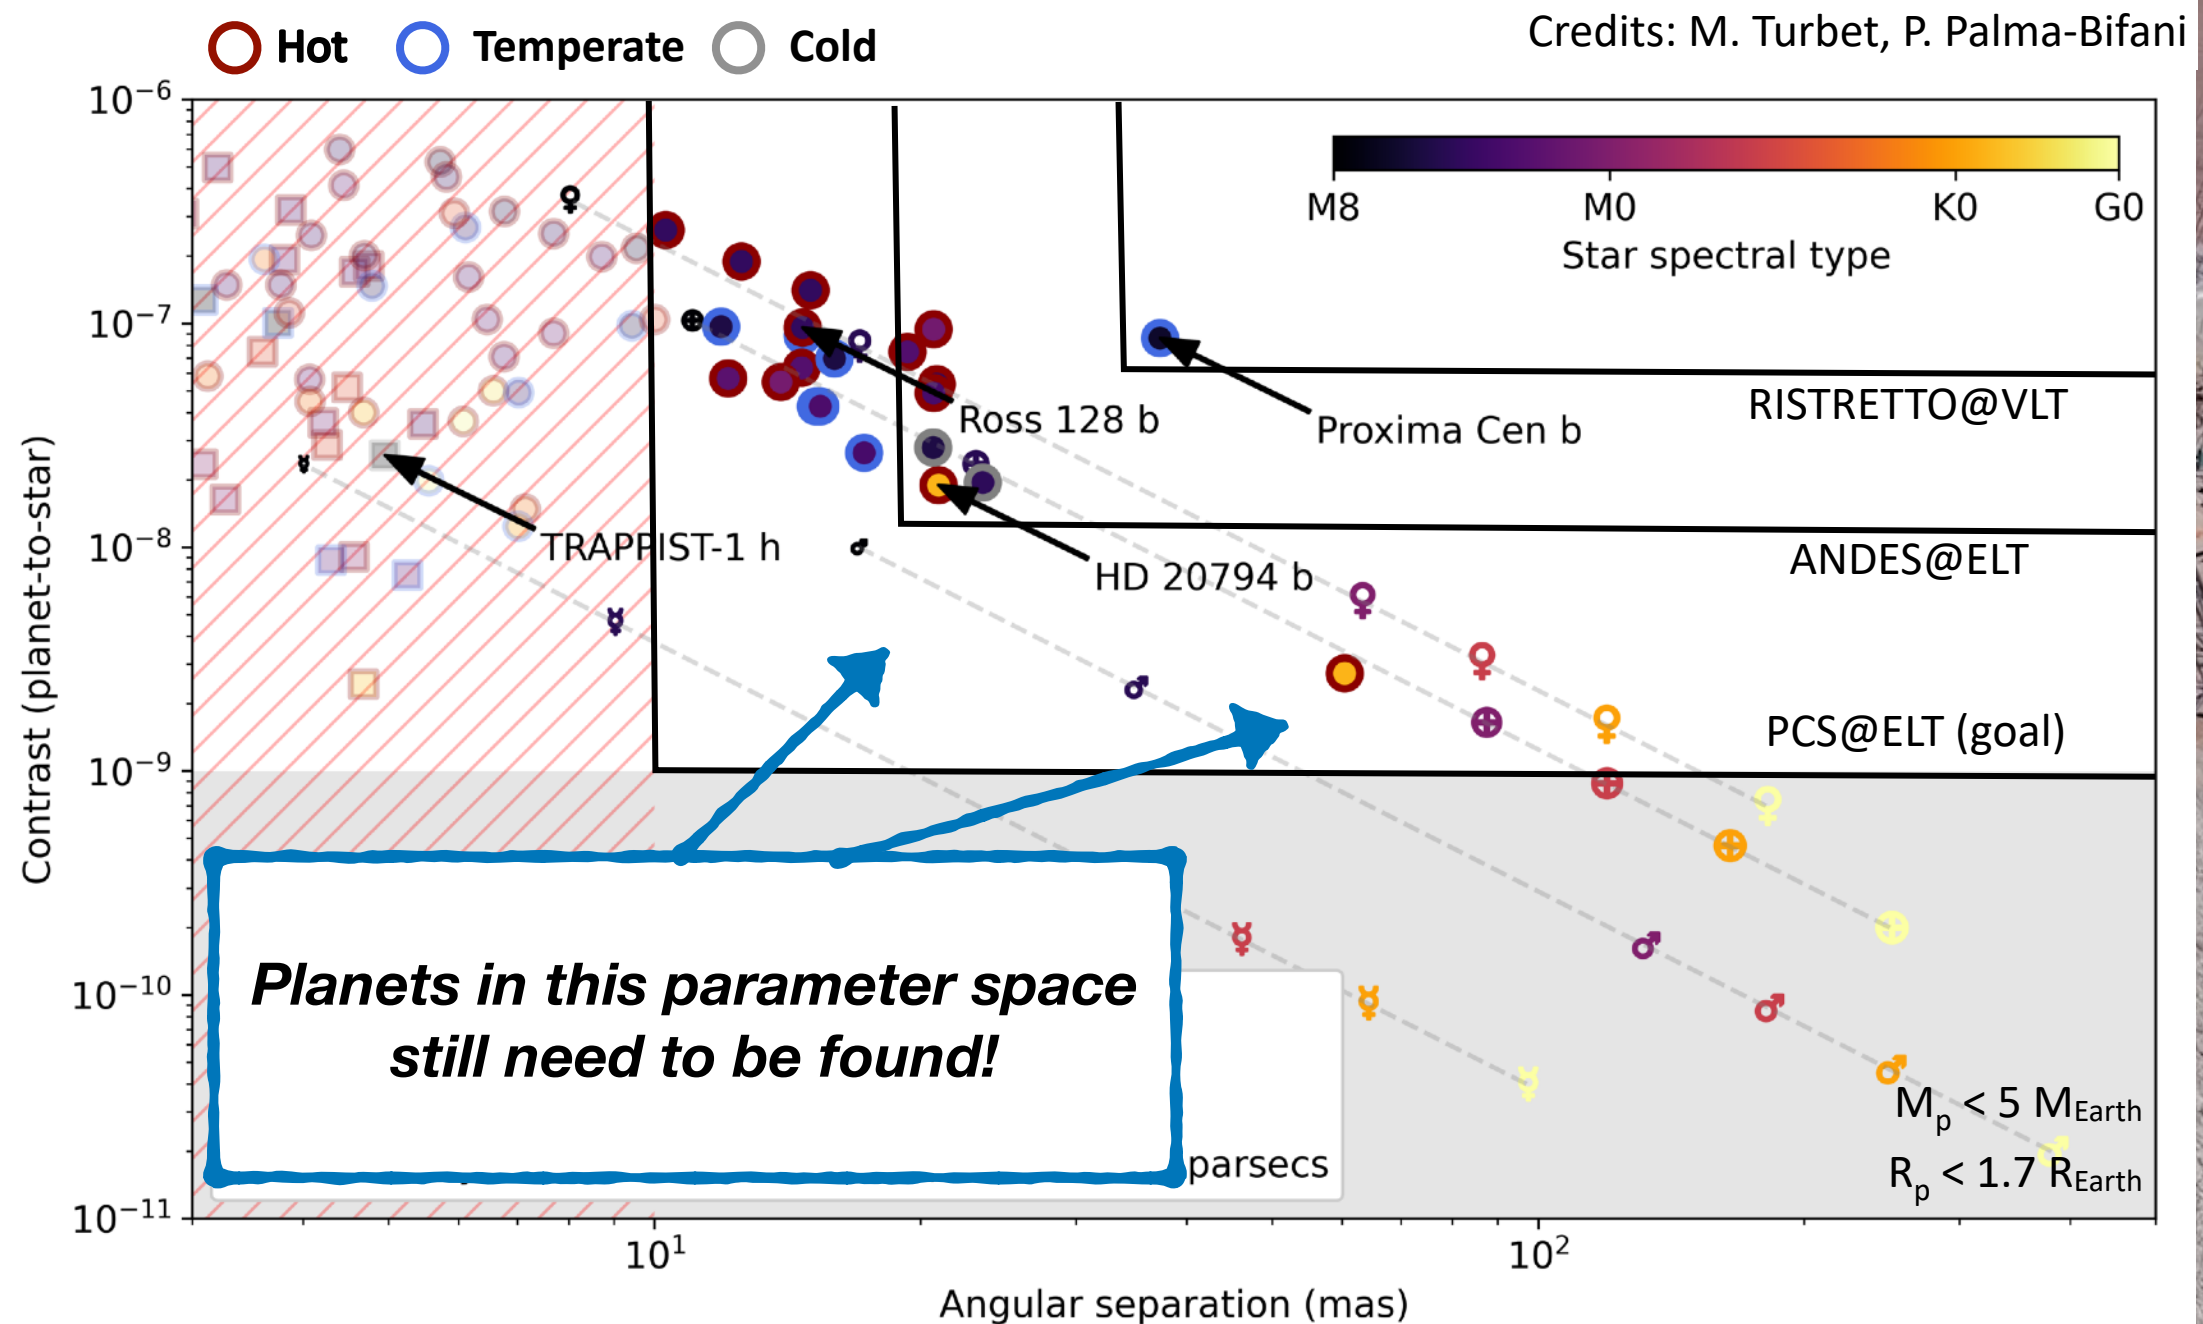 Hot Temperate Cold
Credits: M. Turbet, P. Palma-Bifani
10⁻⁶
10⁻⁷
10⁻⁸
10⁻⁹
10⁻¹⁰
10⁻¹¹
Contrast (planet-to-star)
M8 M0 K0 G0
Star spectral type
RISTRETTO@VLT
Ross 128 b
Proxima Cen b
TRAPPIST-1 h
ANDES@ELT
HD 20794 b
PCS@ELT (goal)
Planets in this parameter space
still need to be found!
parsecs
Mₚ < 5 MEarth
Rₚ < 1.7 REarth
10¹ 10²
Angular separation (mas)